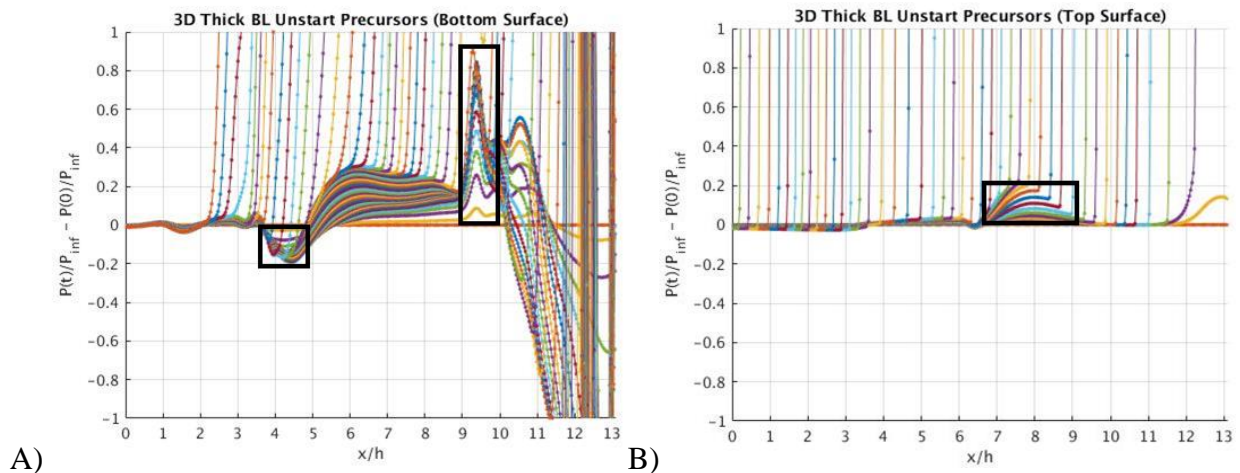 3D Thick BL Unstart Precursors (Bottom Surface)
1
0.8
0.6
0.4
0.2
0
−0.2
−0.4
−0.6
−0.8
−1
P(t)/P_inf − P(0)/P_inf
0 1 2 3 4 5 6 7 8 9 10 11 12 13
x/h
A)
3D Thick BL Unstart Precursors (Top Surface)
1
0.8
0.6
0.4
0.2
0
−0.2
−0.4
−0.6
−0.8
−1
P(t)/P_inf − P(0)/P_inf
0 1 2 3 4 5 6 7 8 9 10 11 12 13
x/h
B)